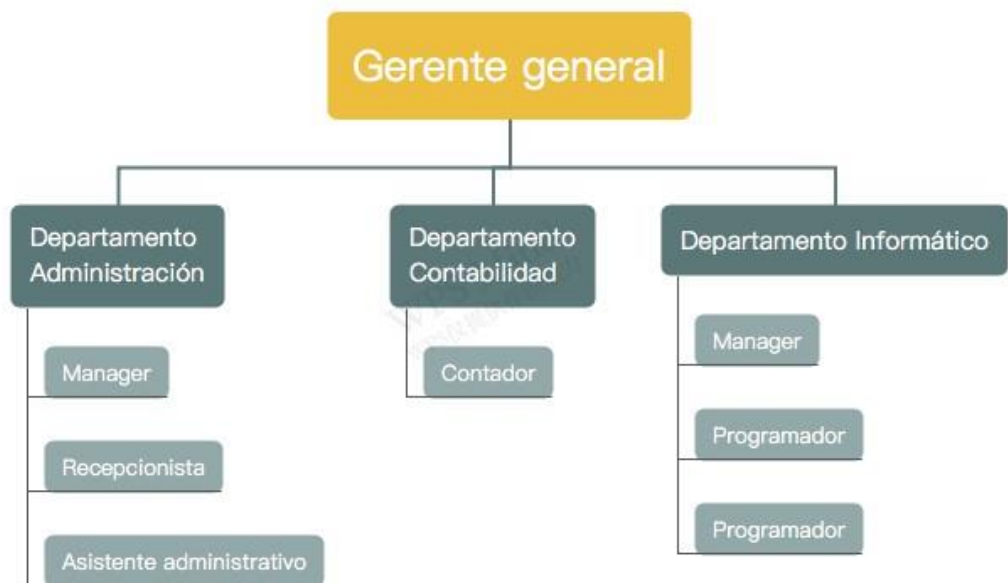 Gerente general
Departamento
Administración
Manager
Recepcionista
Asistente administrativo
Departamento
Contabilidad
Contador
Departamento Informático
Manager
Programador
Programador